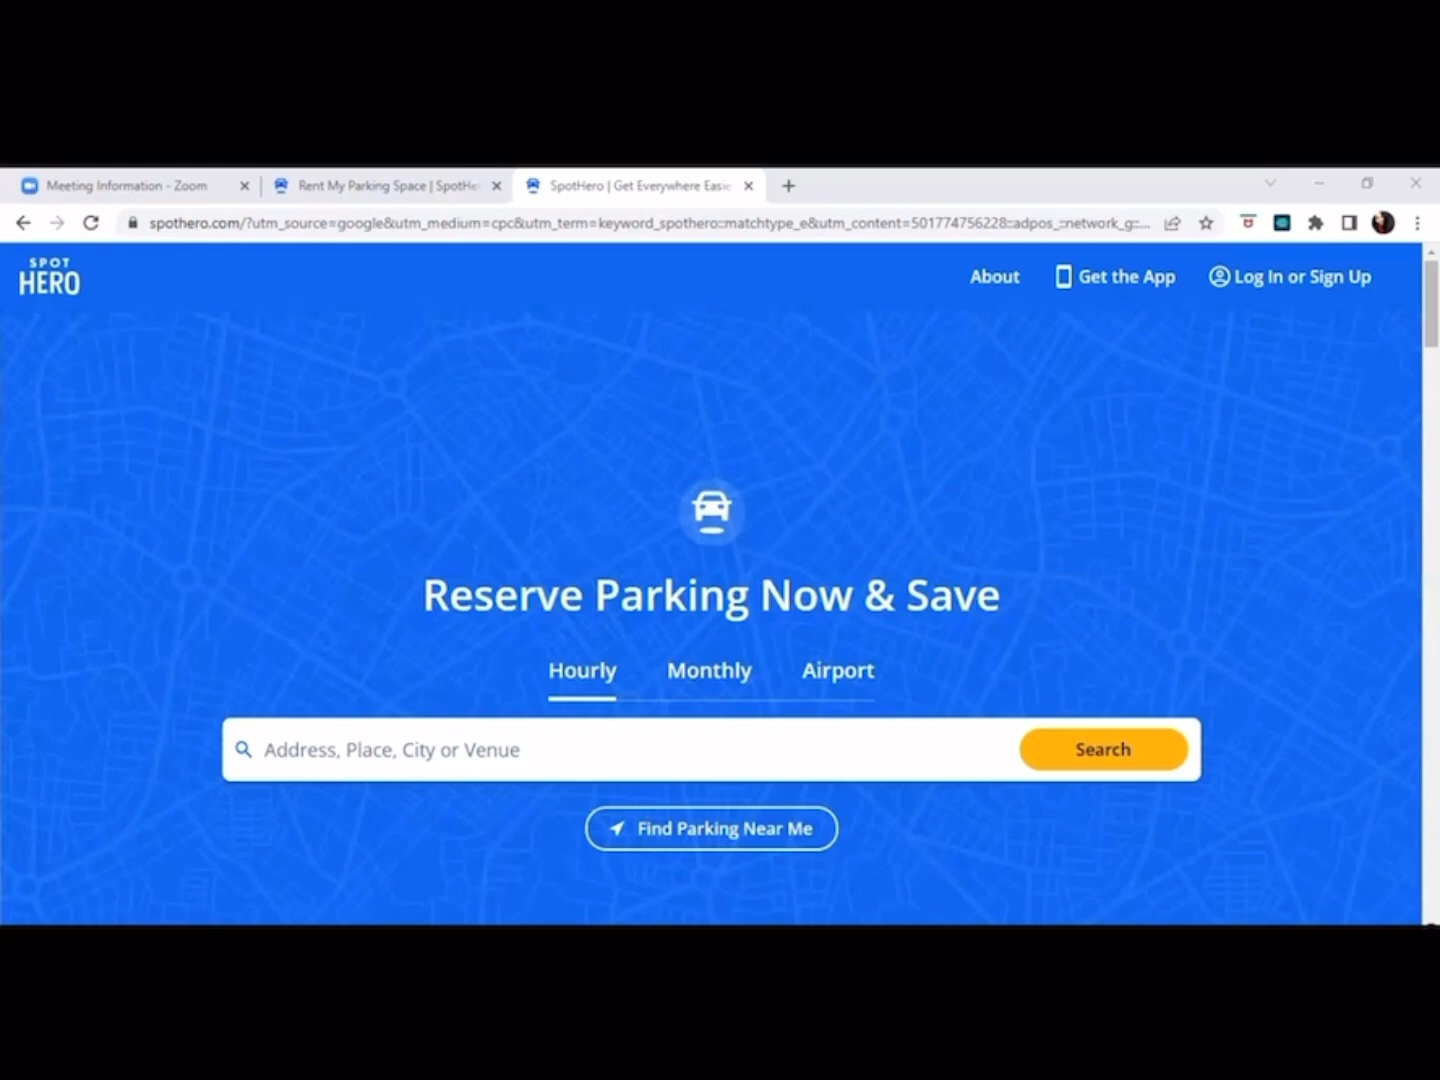 Meeting Information - Zoom
Rent My Parking Space | SpotHe
SpotHero | Get Everywhere Easie
spothero.com/?utm_source=google&utm_medium=cpc&utm_term=keyword_spothero::matchtype_e&utm_content=501774756228::adpos_::network_g::...
SPOT
HERO
About
Get the App
Log In or Sign Up
Reserve Parking Now & Save
Hourly
Monthly
Airport
Address, Place, City or Venue
Search
Find Parking Near Me